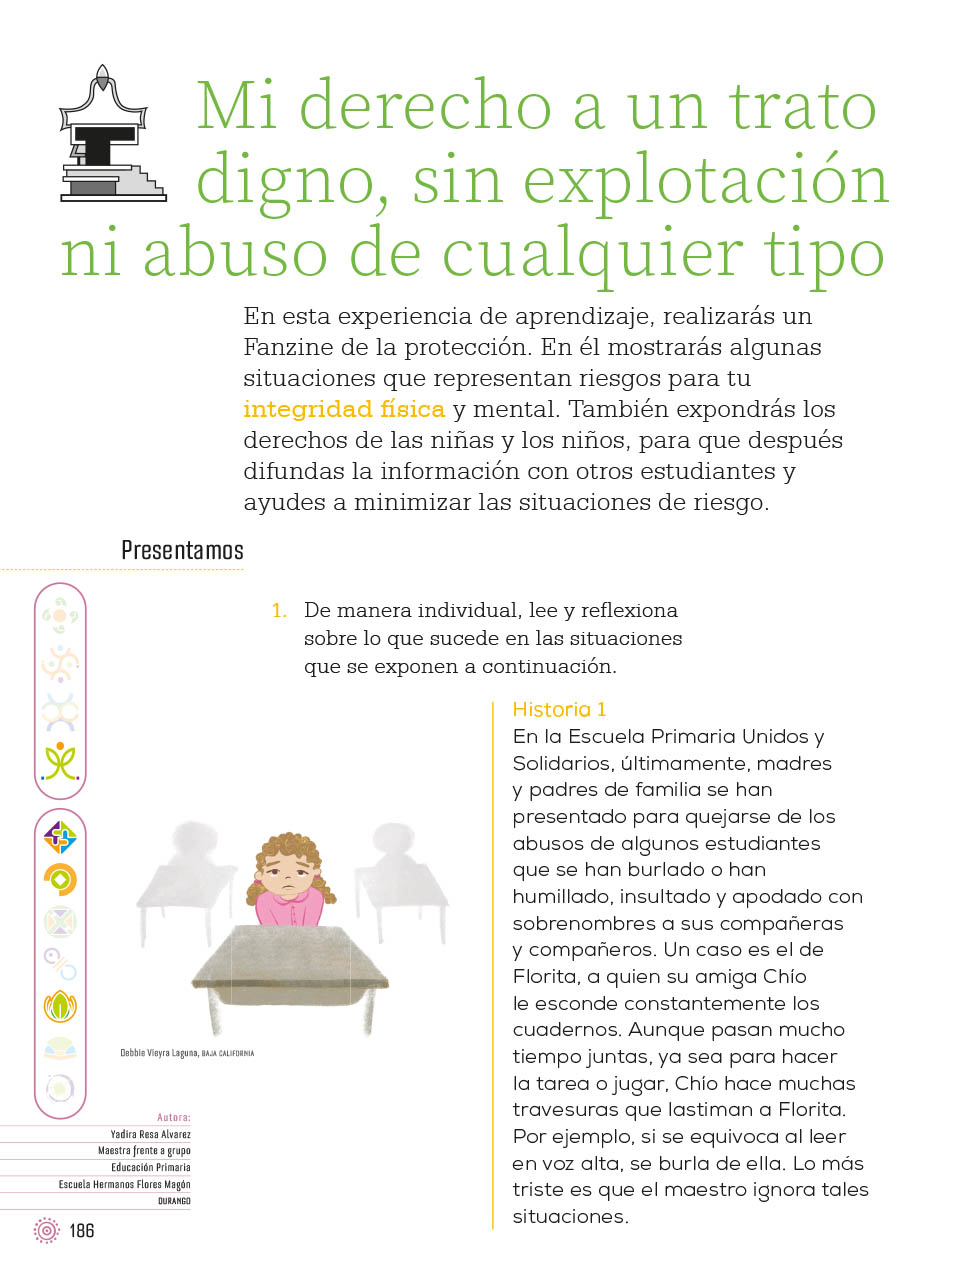 Mi derecho a un trato
digno, sin explotación
ni abuso de cualquier tipo
En esta experiencia de aprendizaje, realizarás un
Fanzine de la protección. En él mostrarás algunas
situaciones que representan riesgos para tu
integridad física y mental. También expondrás los
derechos de las niñas y los niños, para que después
difundas la información con otros estudiantes y
ayudes a minimizar las situaciones de riesgo.
Presentamos
1. De manera individual, lee y reflexiona
sobre lo que sucede en las situaciones
que se exponen a continuación.
Historia 1
En la Escuela Primaria Unidos y
Solidarios, últimamente, madres
y padres de familia se han
presentado para quejarse de los
abusos de algunos estudiantes
que se han burlado o han
humillado, insultado y apodado con
sobrenombres a sus compañeras
y compañeros. Un caso es el de
Florita, a quien su amiga Chío
le esconde constantemente los
cuadernos. Aunque pasan mucho
tiempo juntas, ya sea para hacer
la tarea o jugar, Chío hace muchas
travesuras que lastiman a Florita.
Por ejemplo, si se equivoca al leer
en voz alta, se burla de ella. Lo más
triste es que el maestro ignora tales
situaciones.
Debbie Vieyra Laguna, BAJA CALIFORNIA
Autora:
Yadira Resa Alvarez
Maestra frente a grupo
Educación Primaria
Escuela Hermanos Flores Magón
DURANGO
186